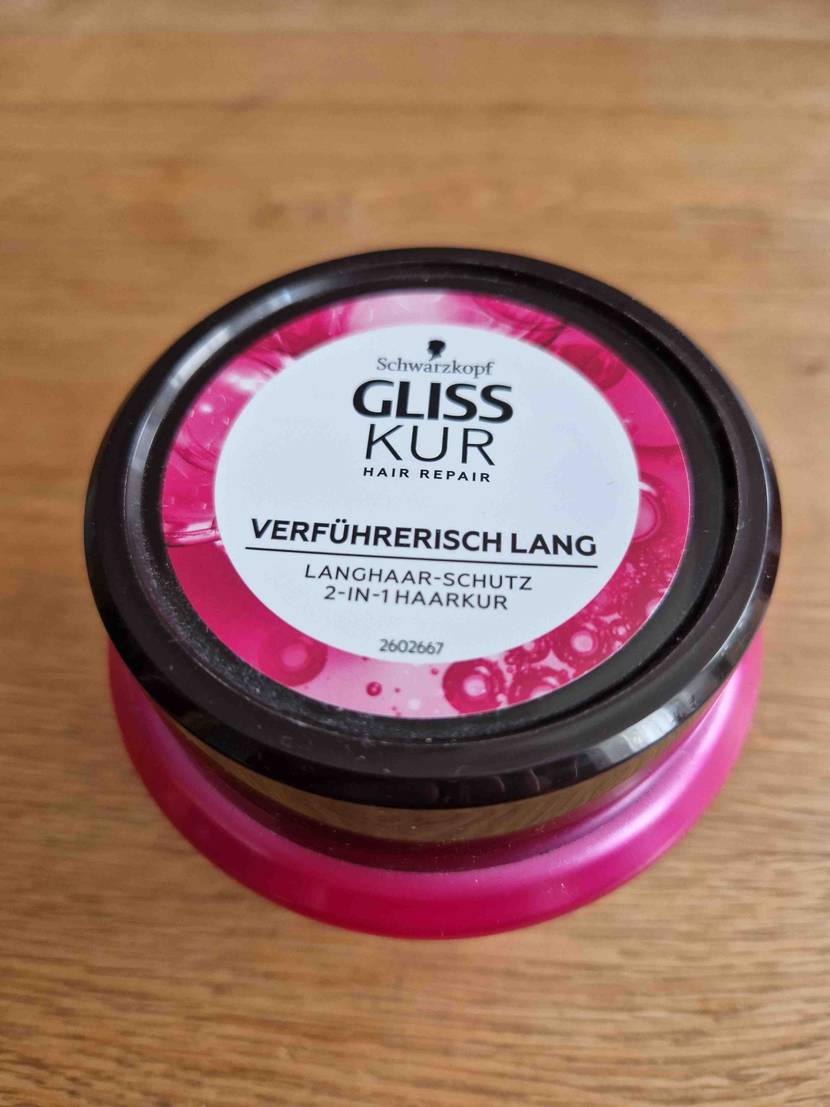 Schwarzkopf
GLISS
KUR
HAIR REPAIR
VERFÜHRERISCH LANG
LANGHAAR-SCHUTZ
2-IN-1 HAARKUR
2602667